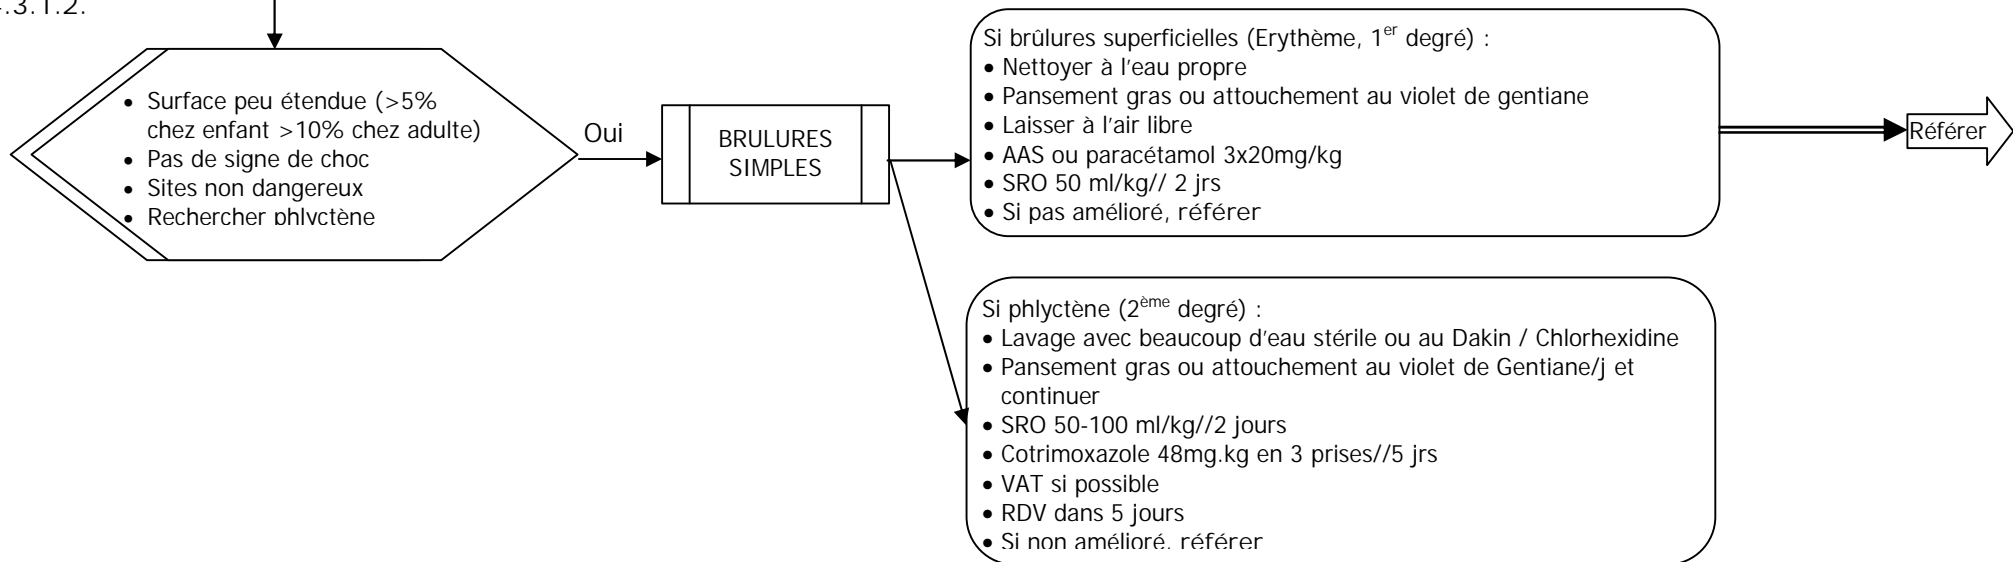 .3.1.2.
• Surface peu étendue (>5%
chez enfant >10% chez adulte)
• Pas de signe de choc
• Sites non dangereux
• Rechercher phlyctène
Oui
BRULURES
SIMPLES
Si brûlures superficielles (Erythème, 1er degré) :
• Nettoyer à l'eau propre
• Pansement gras ou attouchement au violet de gentiane
• Laisser à l'air libre
• AAS ou paracétamol 3x20mg/kg
• SRO 50 ml/kg// 2 jrs
• Si pas amélioré, référer
Référer
Si phlyctène (2ème degré) :
• Lavage avec beaucoup d'eau stérile ou au Dakin / Chlorhexidine
• Pansement gras ou attouchement au violet de Gentiane/j et
continuer
• SRO 50-100 ml/kg//2 jours
• Cotrimoxazole 48mg.kg en 3 prises//5 jrs
• VAT si possible
• RDV dans 5 jours
• Si non amélioré, référer